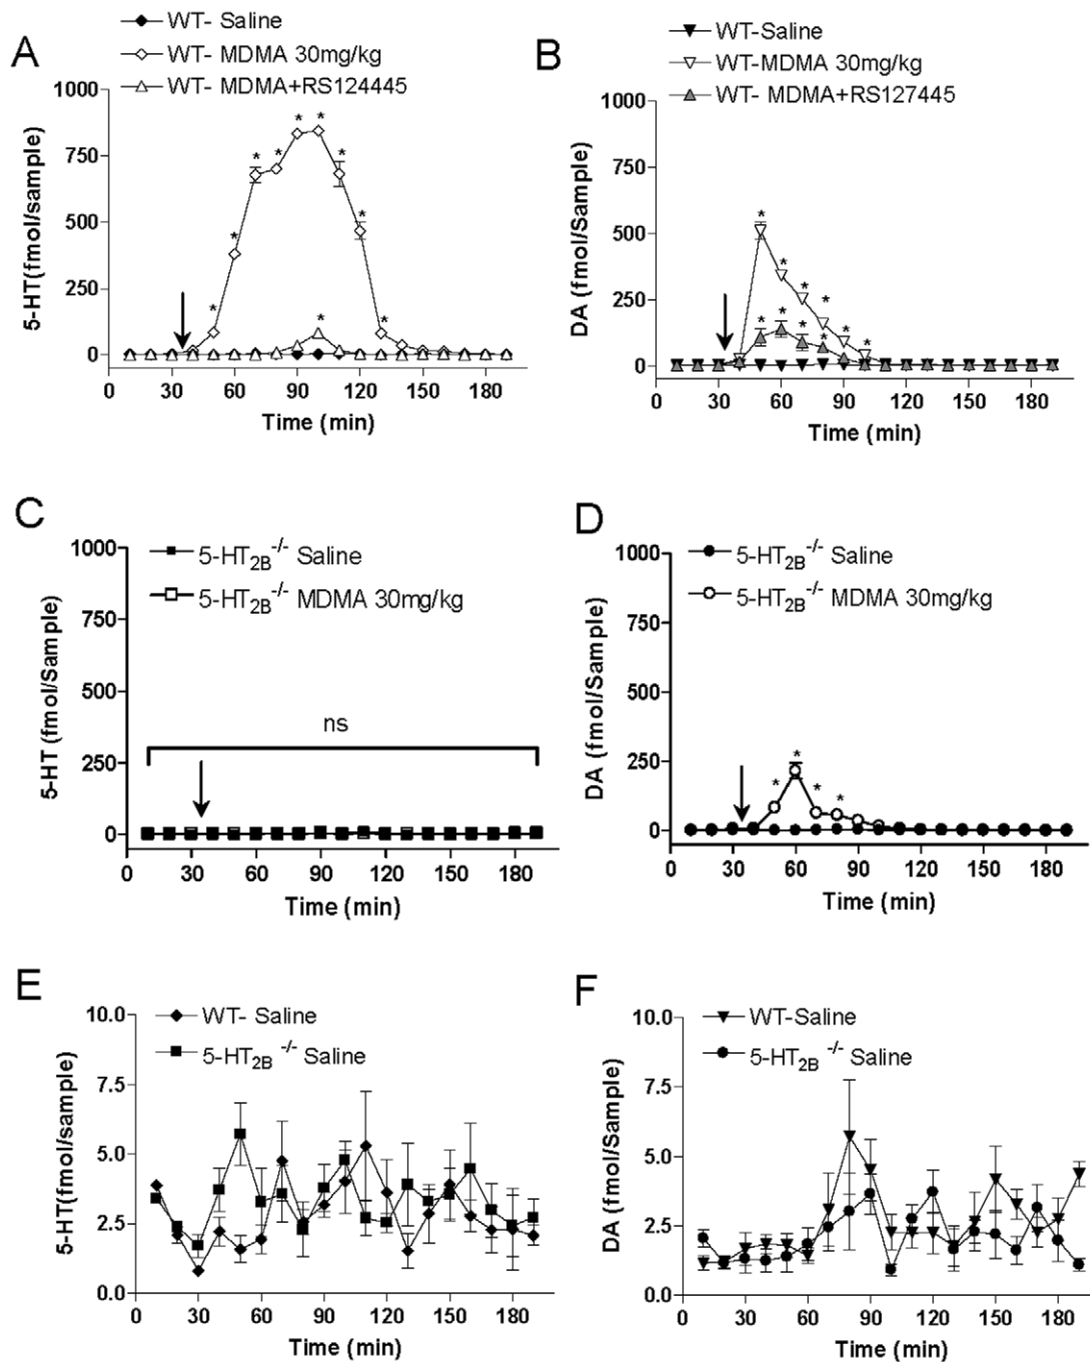 A
WT- Saline
WT- MDMA 30mg/kg
WT- MDMA+RS124445
1000
750
500
250
0
5-HT(fmol/sample)
* * * * * * * * * *
*
0 30 60 90 120 150 180
Time (min)
B
WT-Saline
WT-MDMA 30mg/kg
WT- MDMA+RS127445
1000
750
500
250
0
DA (fmol/Sample)
* * * * * *
* * * *
0 30 60 90 120 150 180
Time (min)
C
5-HT2B-/- Saline
5-HT2B-/- MDMA 30mg/kg
1000
750
500
250
0
5-HT (fmol/Sample)
ns
0 30 60 90 120 150 180
Time (min)
D
5-HT2B-/- Saline
5-HT2B-/- MDMA 30mg/kg
1000
750
500
250
0
DA (fmol/Sample)
* * * *
0 30 60 90 120 150 180
Time (min)
E
WT- Saline
5-HT2B -/- Saline
10.0
7.5
5.0
2.5
0.0
5-HT(fmol/sample)
0 30 60 90 120 150 180
Time (min)
F
WT-Saline
5-HT2B -/- Saline
10.0
7.5
5.0
2.5
0.0
DA (fmol/Sample)
0 30 60 90 120 150 180
Time (min)